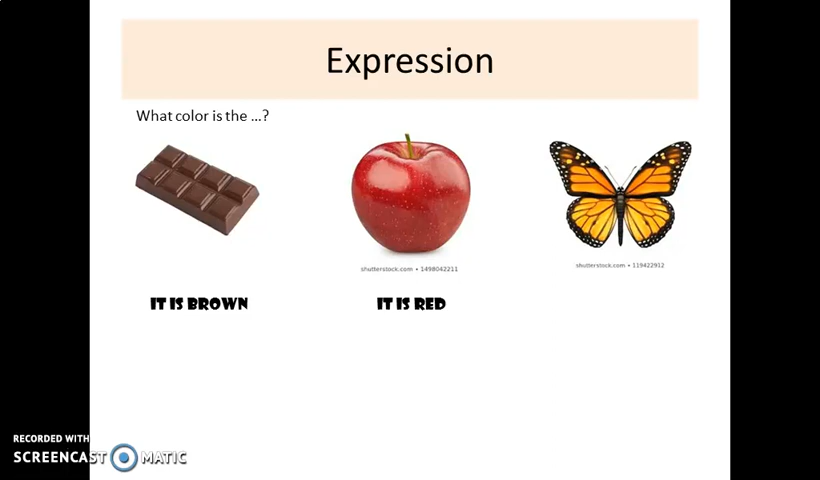 Expression
What color is the ...?
shutterstock.com • 1498042211
shutterstock.com • 119422912
IT IS BROWN
IT IS RED
RECORDED WITH
SCREENCAST MATIC